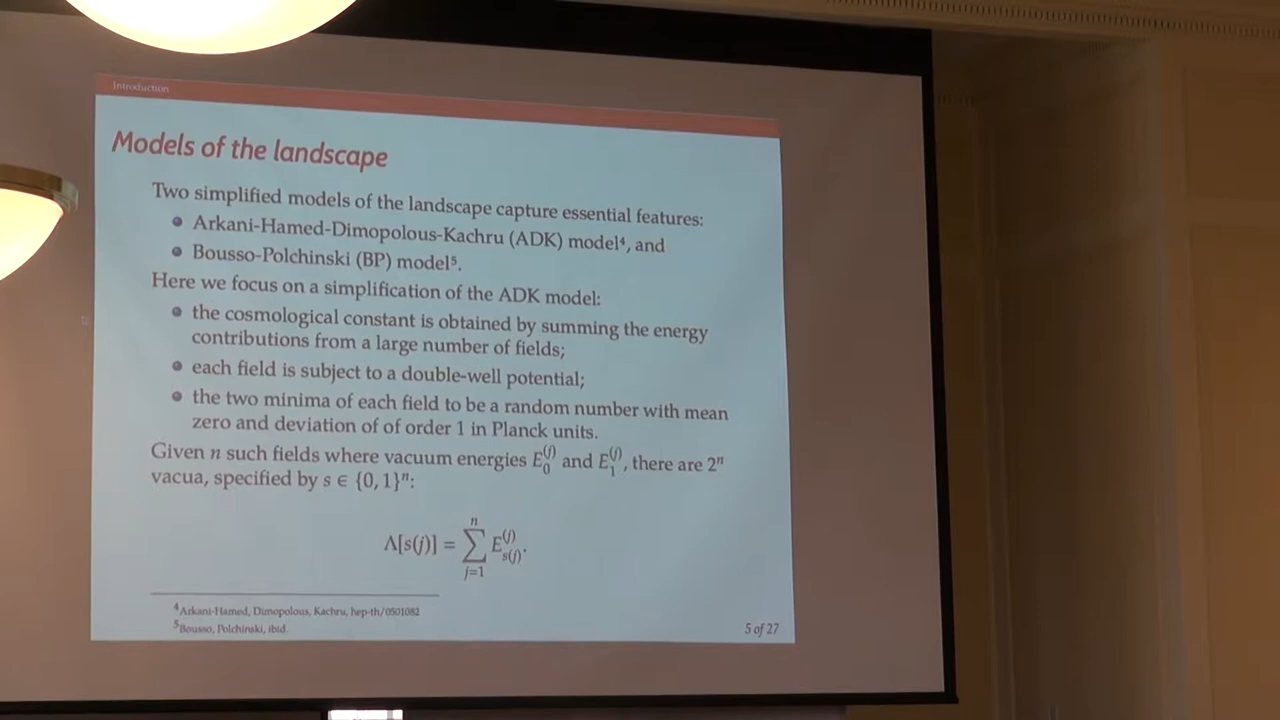 Introduction
Models of the landscape
Two simplified models of the landscape capture essential features:
Arkani-Hamed-Dimopolous-Kachru (ADK) model⁴, and
Bousso-Polchinski (BP) model⁵.
Here we focus on a simplification of the ADK model:
the cosmological constant is obtained by summing the energy
contributions from a large number of fields;
each field is subject to a double-well potential;
the two minima of each field to be a random number with mean
zero and deviation of of order 1 in Planck units.
Given n such fields where vacuum energies E₀⁽ʲ⁾ and E₁⁽ʲ⁾, there are 2ⁿ
vacua, specified by s ∈ {0, 1}ⁿ:
Λ[s(j)] = ∑_{j=1}^{n} E_{s(j)}^{(j)}.
⁴Arkani-Hamed, Dimopolous, Kachru, hep-th/0501082
⁵Bousso, Polchinski, ibid.
5 of 27